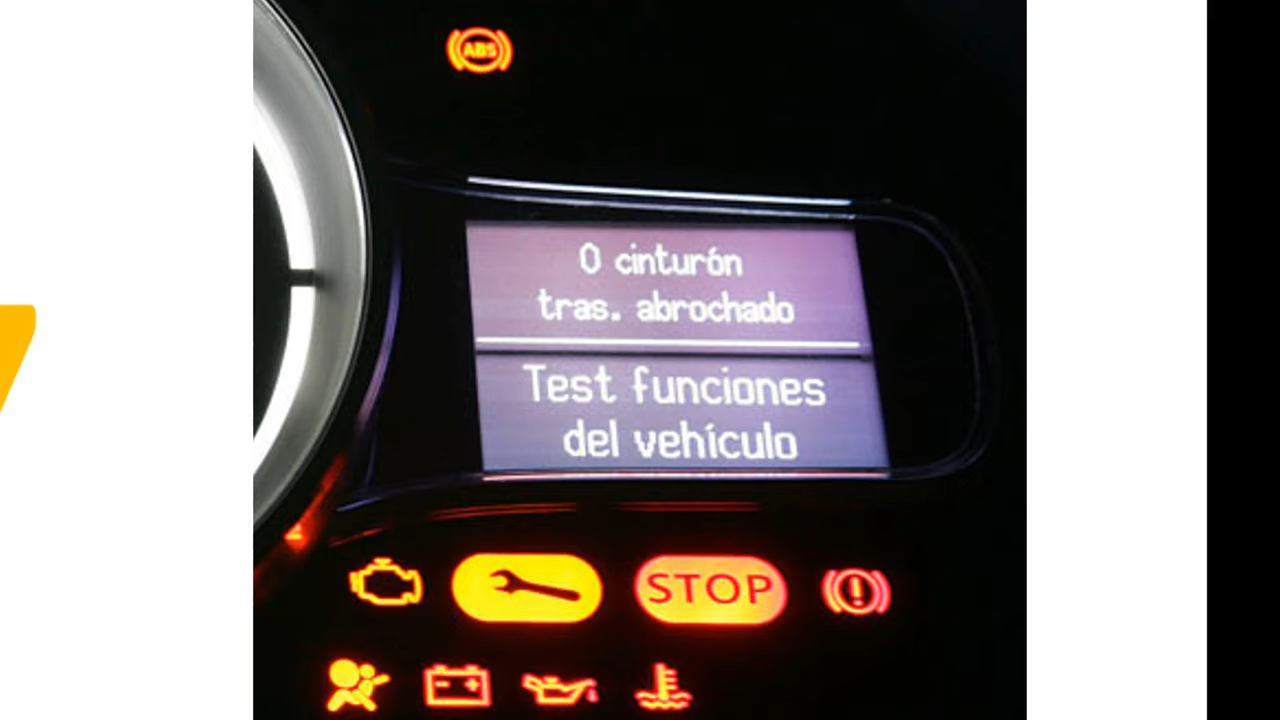 ABS
0 cinturón
tras. abrochado
Test funciones
del vehículo
STOP